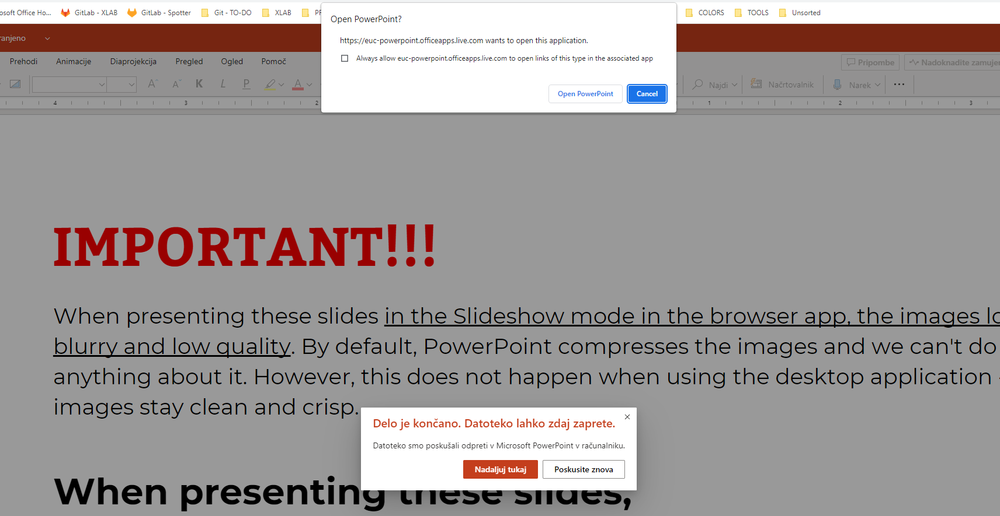 osoft Office Ho...
GitLab - XLAB
GitLab - Spotter
Git - TO-DO
XLAB
COLORS
TOOLS
Unsorted
Open PowerPoint?
https://euc-powerpoint.officeapps.live.com wants to open this application.
Always allow euc-powerpoint.officeapps.live.com to open links of this type in the associated app
Open PowerPoint
Cancel
ranjeno
Prehodi
Animacije
Diaprojekcija
Pregled
Ogled
Pomoč
Pripombe
Nadoknadite zamujen
A
A
K
L
P
A
Najdi
Načrtovalnik
Narek
4
3
2
1
2
3
IMPORTANT!!!
When presenting these slides in the Slideshow mode in the browser app, the images lo
blurry and low quality. By default, PowerPoint compresses the images and we can't do
anything about it. However, this does not happen when using the desktop application -
images stay clean and crisp.
Delo je končano. Datoteko lahko zdaj zaprete.
Datoteko smo poskušali odpreti v Microsoft PowerPoint v računalniku.
Nadaljuj tukaj
Poskusite znova
When presenting these slides,